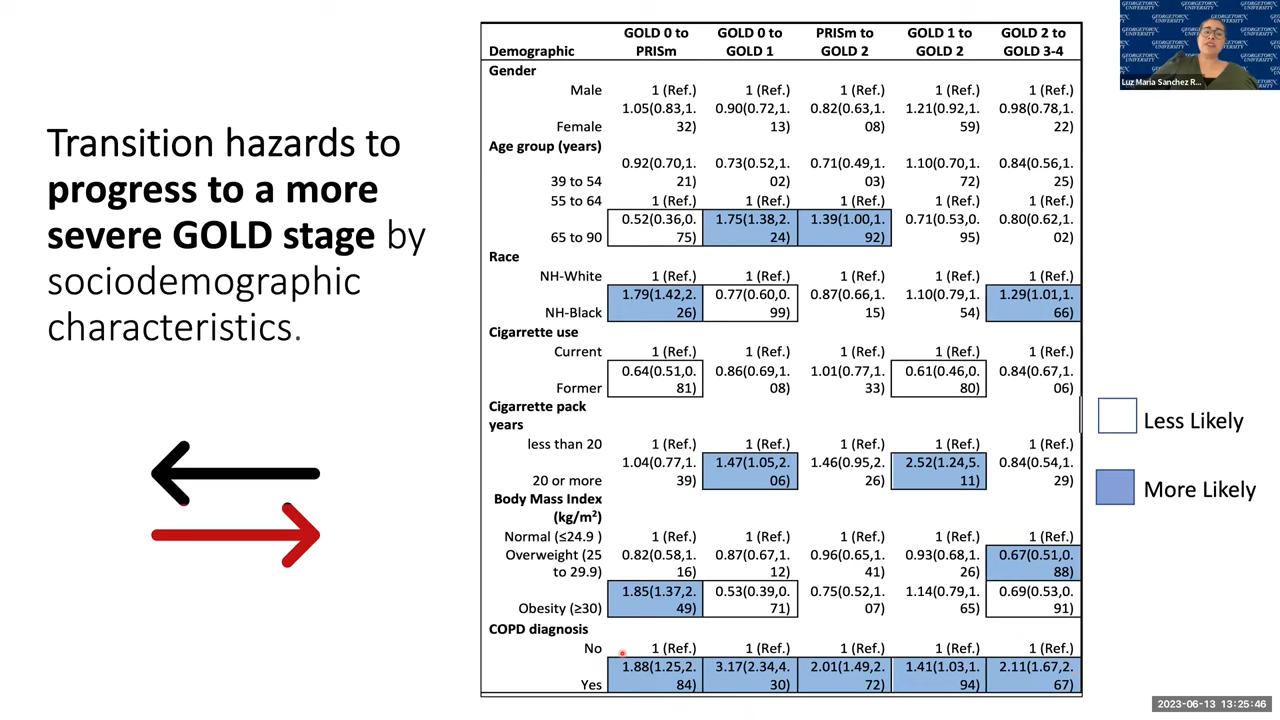 Transition hazards to
progress to a more
severe GOLD stage by
sociodemographic
characteristics.
GOLD 0 to GOLD 0 to PRISm to GOLD 1 to GOLD 2 to
Demographic PRISm GOLD 1 GOLD 2 GOLD 2 GOLD 3-4
Gender
Male 1 (Ref.) 1 (Ref.) 1 (Ref.) 1 (Ref.) 1 (Ref.)
1.05(0.83,1. 0.90(0.72,1. 0.82(0.63,1. 1.21(0.92,1. 0.98(0.78,1.
Female 32) 13) 08) 59) 22)
Age group (years)
0.92(0.70,1. 0.73(0.52,1. 0.71(0.49,1. 1.10(0.70,1. 0.84(0.56,1.
39 to 54 21) 02) 03) 72) 25)
55 to 64 1 (Ref.) 1 (Ref.) 1 (Ref.) 1 (Ref.) 1 (Ref.)
0.52(0.36,0. 1.75(1.38,2. 1.39(1.00,1. 0.71(0.53,0. 0.80(0.62,1.
65 to 90 75) 24) 92) 95) 02)
Race
NH-White 1 (Ref.) 1 (Ref.) 1 (Ref.) 1 (Ref.) 1 (Ref.)
1.79(1.42,2. 0.77(0.60,0. 0.87(0.66,1. 1.10(0.79,1. 1.29(1.01,1.
NH-Black 26) 99) 15) 54) 66)
Cigarrette use
Current 1 (Ref.) 1 (Ref.) 1 (Ref.) 1 (Ref.) 1 (Ref.)
0.64(0.51,0. 0.86(0.69,1. 1.01(0.77,1. 0.61(0.46,0. 0.84(0.67,1.
Former 81) 08) 33) 80) 06)
Cigarrette pack
years
less than 20 1 (Ref.) 1 (Ref.) 1 (Ref.) 1 (Ref.) 1 (Ref.)
1.04(0.77,1. 1.47(1.05,2. 1.46(0.95,2. 2.52(1.24,5. 0.84(0.54,1.
20 or more 39) 06) 26) 11) 29)
Body Mass Index
(kg/m²)
Normal (≤24.9 ) 1 (Ref.) 1 (Ref.) 1 (Ref.) 1 (Ref.) 1 (Ref.)
Overweight (25 0.82(0.58,1. 0.87(0.67,1. 0.96(0.65,1. 0.93(0.68,1. 0.67(0.51,0.
to 29.9) 16) 12) 41) 26) 88)
1.85(1.37,2. 0.53(0.39,0. 0.75(0.52,1. 1.14(0.79,1. 0.69(0.53,0.
Obesity (≥30) 49) 71) 07) 65) 91)
COPD diagnosis
No 1 (Ref.) 1 (Ref.) 1 (Ref.) 1 (Ref.) 1 (Ref.)
1.88(1.25,2. 3.17(2.34,4. 2.01(1.49,2. 1.41(1.03,1. 2.11(1.67,2.
Yes 84) 30) 72) 94) 67)
Less Likely
More Likely
GEORGETOWN
UNIVERSITY
Luz Maria Sanchez R...
2023-06-13 13:25:46